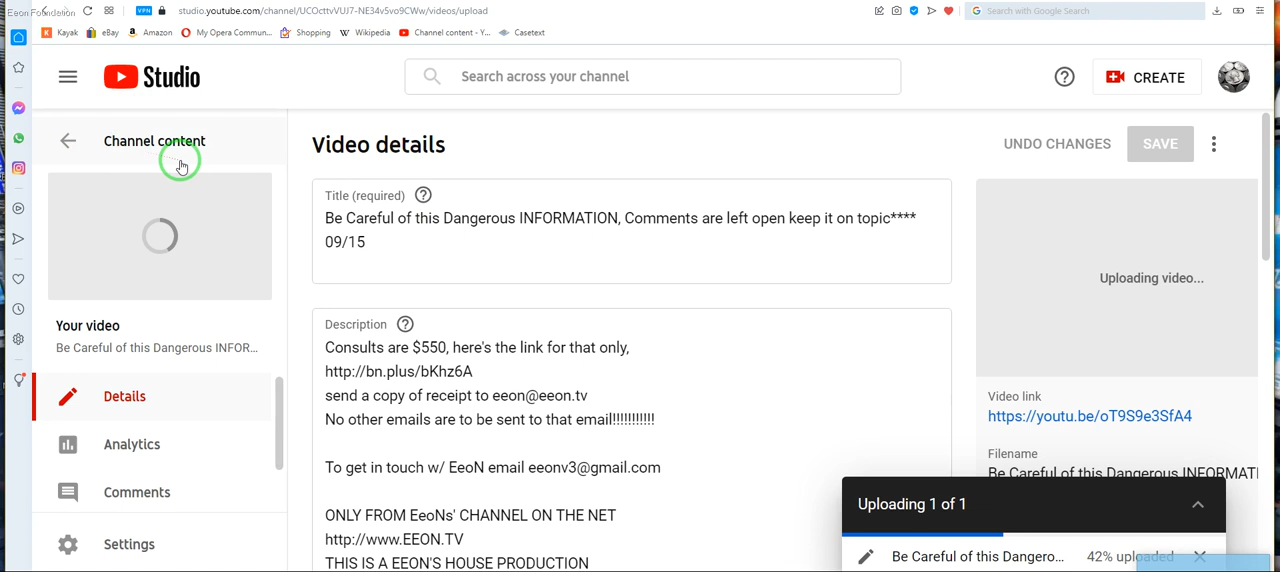 Eeon Foundation
VPN
studio.youtube.com/channel/UCOcttvVUJ7-NE34v5vo9CWw/videos/upload
Search with Google Search
Kayak
eBay
Amazon
My Opera Commun...
Shopping
Wikipedia
Channel content - Y...
Casetext
Studio
Search across your channel
CREATE
Channel content
Video details
UNDO CHANGES
SAVE
Title (required)
Be Careful of this Dangerous INFORMATION, Comments are left open keep it on topic****
09/15
Uploading video...
Your video
Be Careful of this Dangerous INFOR...
Description
Consults are $550, here's the link for that only,
http://bn.plus/bKhz6A
send a copy of receipt to eeon@eeon.tv
No other emails are to be sent to that email!!!!!!!!!!!
To get in touch w/ EeoN email eeonv3@gmail.com
ONLY FROM EeoNs' CHANNEL ON THE NET
http://www.EEON.TV
THIS IS A EEON'S HOUSE PRODUCTION
Details
Analytics
Comments
Settings
Video link
https://youtu.be/oT9S9e3SfA4
Filename
Be Careful of this Dangerous INFORMATI
Uploading 1 of 1
Be Careful of this Dangero...
42% uploaded